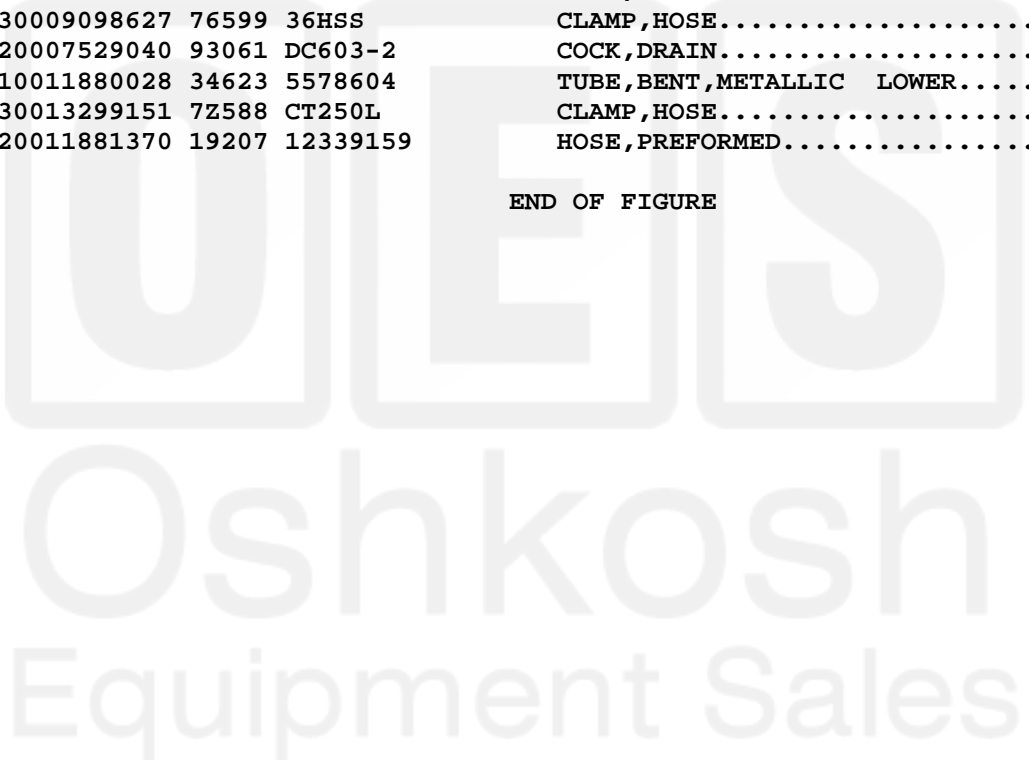 30009098627 76599 36HSS CLAMP,HOSE....................
20007529040 93061 DC603-2 COCK,DRAIN....................
10011880028 34623 5578604 TUBE,BENT,METALLIC LOWER.....
30013299151 7Z588 CT250L CLAMP,HOSE....................
20011881370 19207 12339159 HOSE,PREFORMED................
END OF FIGURE
OES
Oshkosh
Equipment Sales